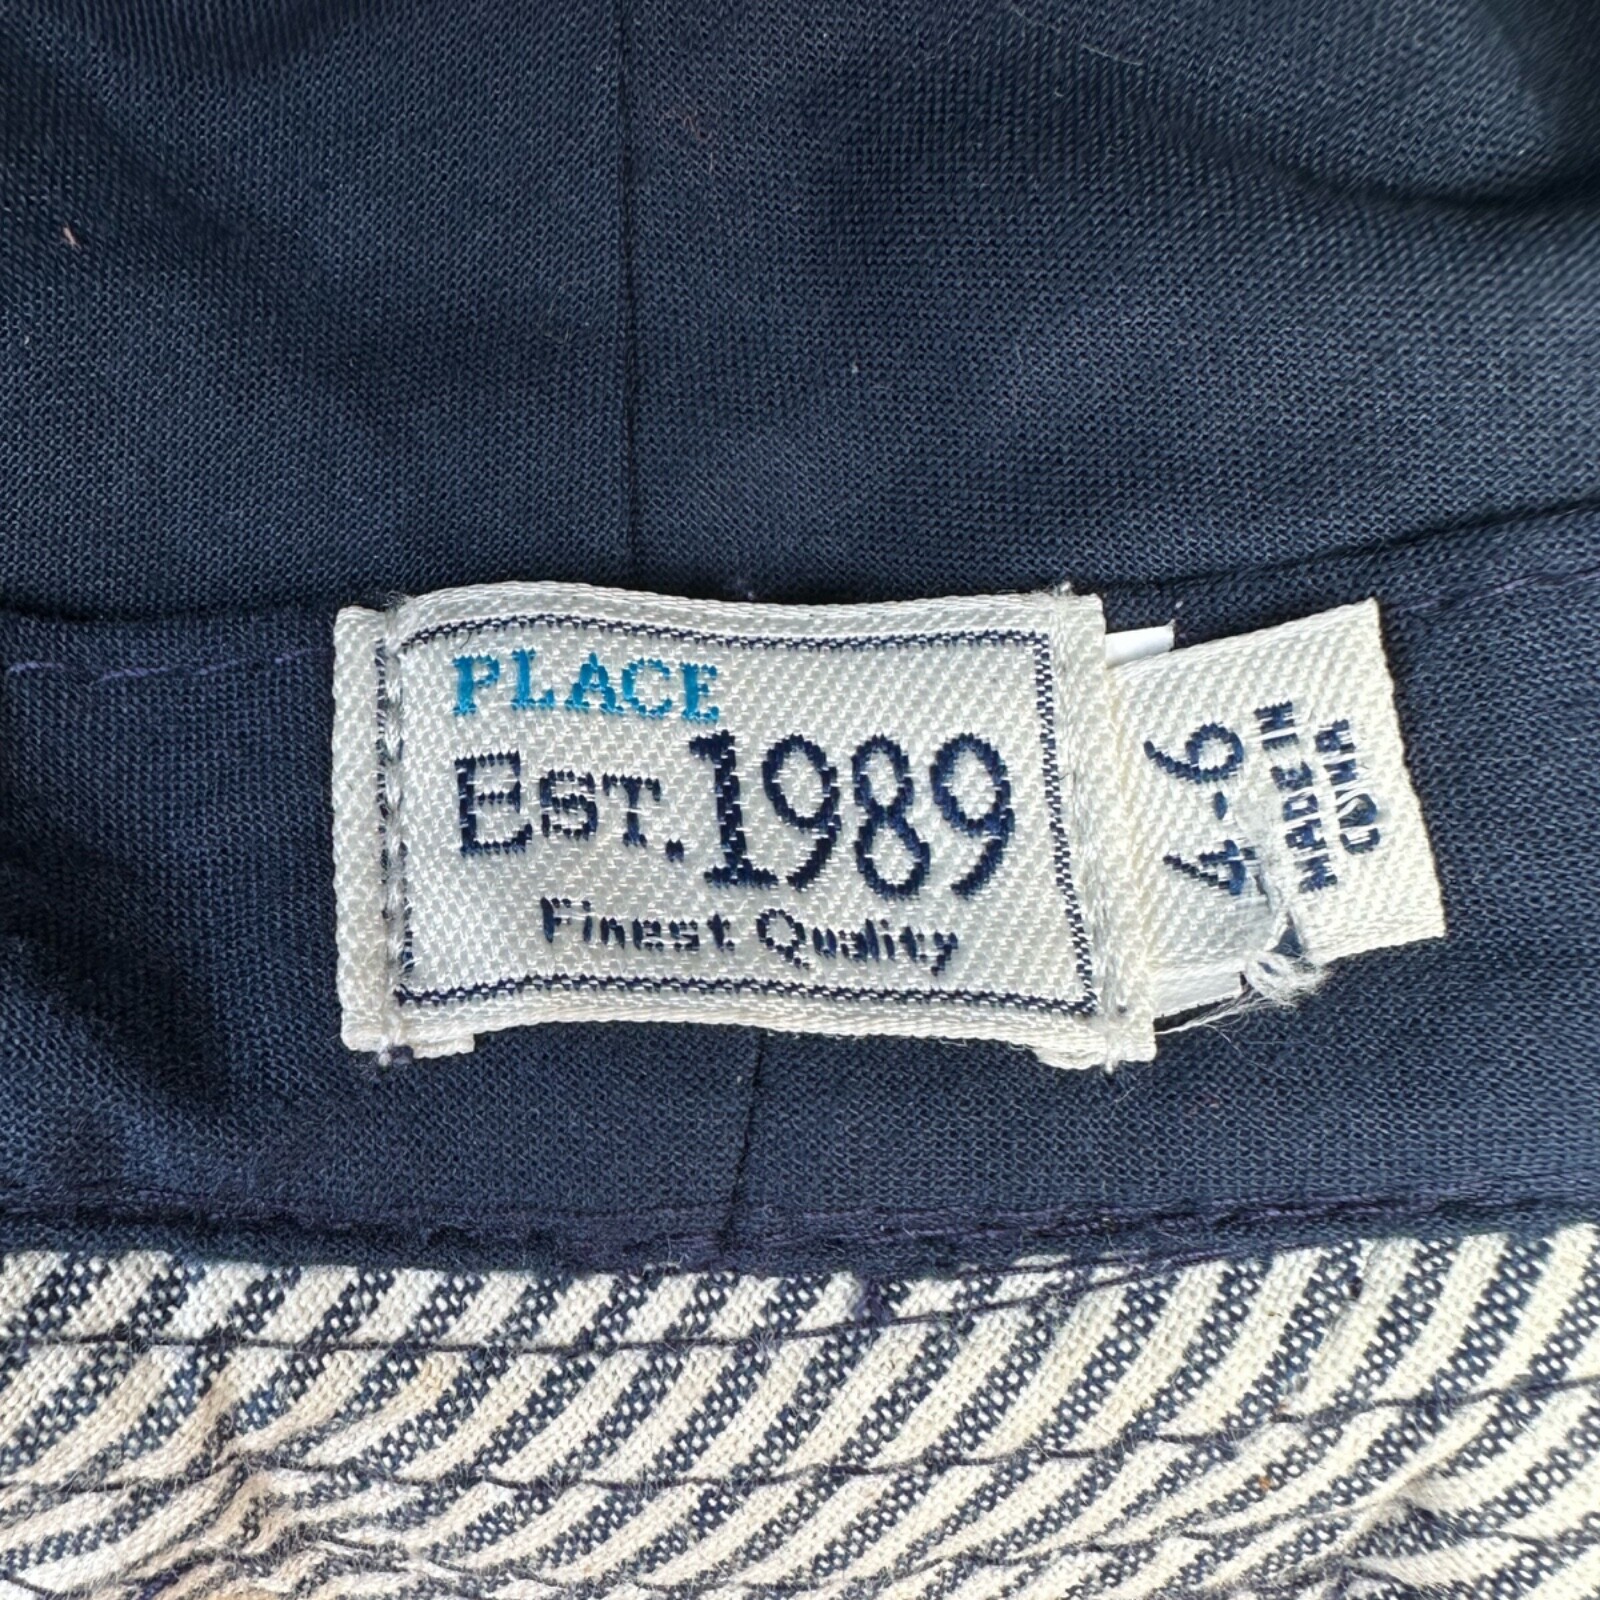 PLACE
EST. 1989
Finest Quality
4-6
MADE IN
CHINA